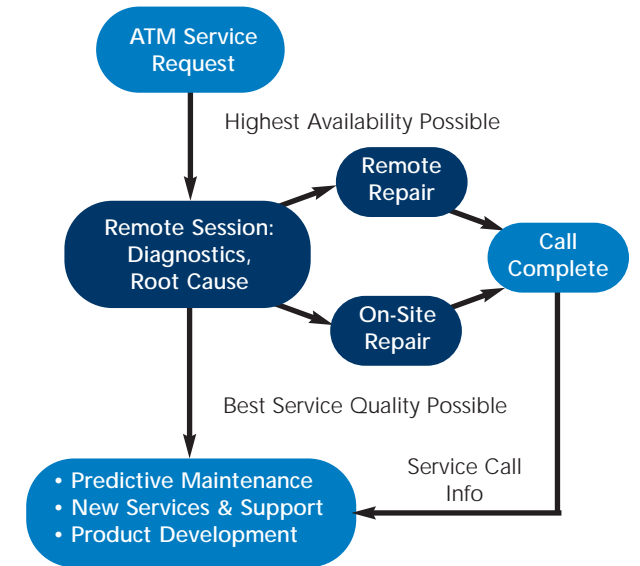 ATM Service
Request
Highest Availability Possible
Remote
Repair
Remote Session:
Diagnostics,
Root Cause
Call
Complete
On-Site
Repair
Best Service Quality Possible
Service Call
Info
• Predictive Maintenance
• New Services & Support
• Product Development